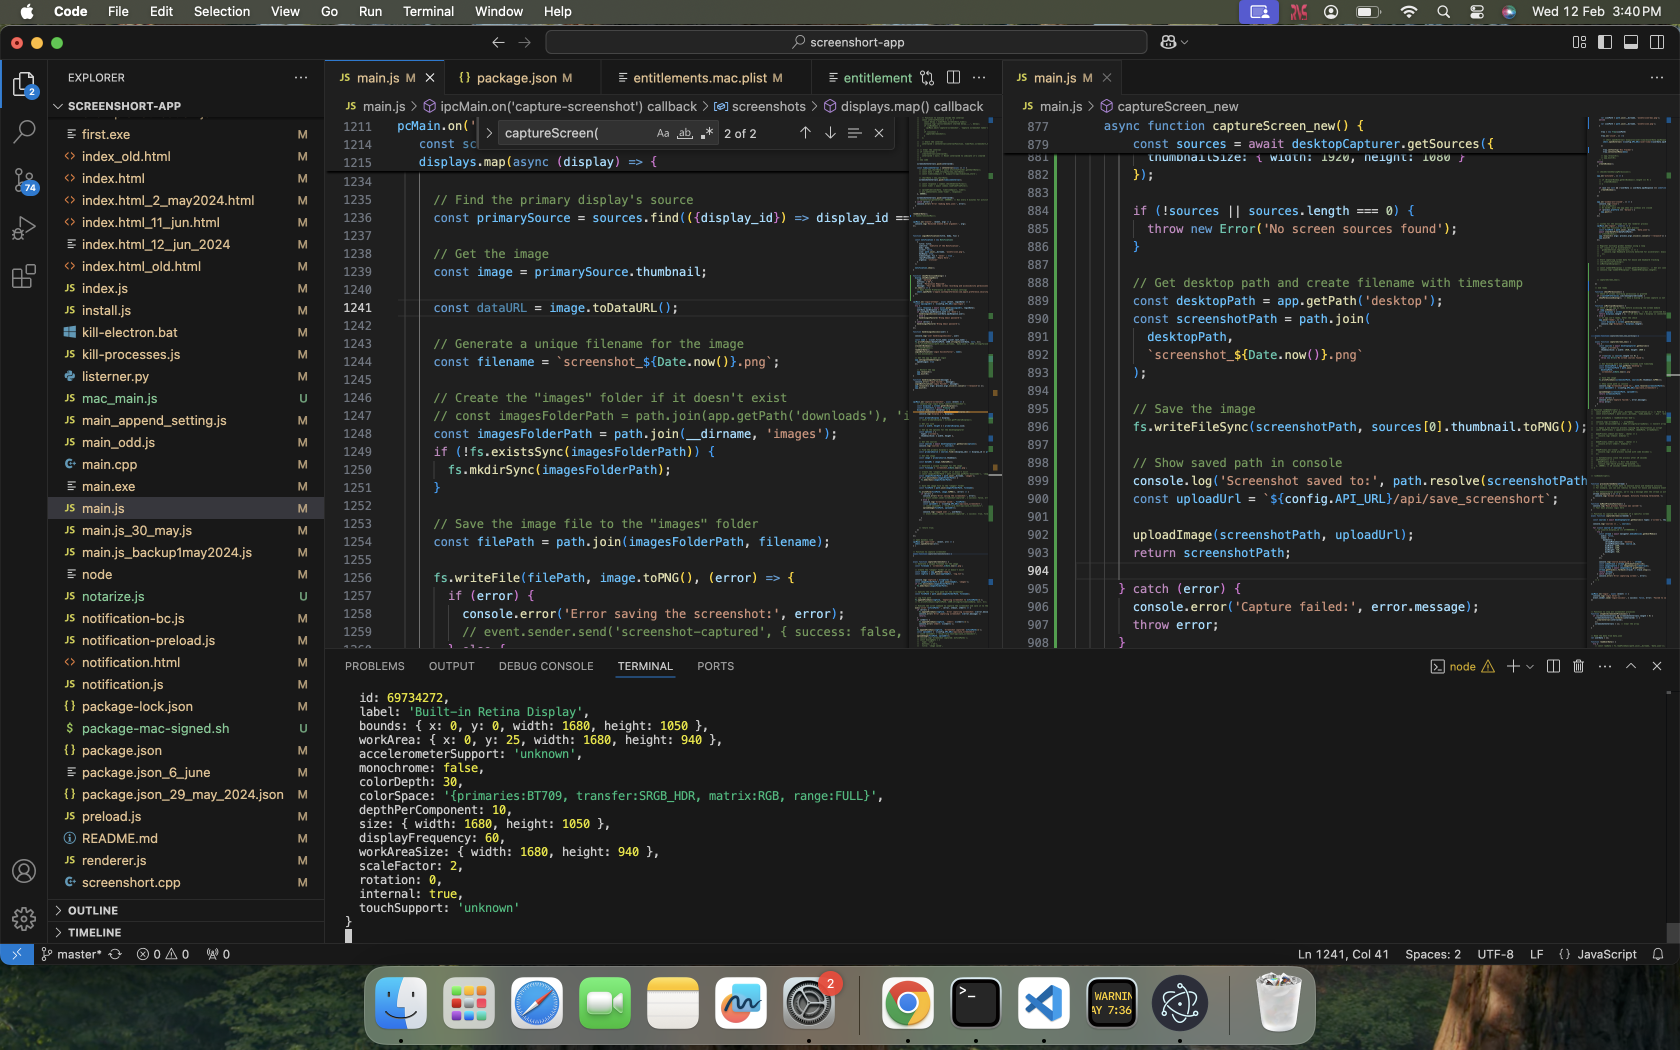 Code File Edit Selection View Go Run Terminal Window Help
Wed 12 Feb 3:40 PM
screenshort-app
EXPLORER
SCREENSHORT-APP
first.exe M
index_old.html M
index.html M
index.html_2_may2024.html M
index.html_11_jun.html M
index.html_12_jun_2024 M
index.html_old.html M
index.js M
install.js M
kill-electron.bat M
kill-processes.js M
listerner.py M
mac_main.js U
main_append_setting.js M
main_odd.js M
main.cpp M
main.exe M
main.js M
main.js_30_may.js M
main.js_backup1may2024.js M
node M
notarize.js U
notification-bc.js M
notification-preload.js M
notification.html M
notification.js M
package-lock.json M
package-mac-signed.sh U
package.json M
package.json_6_june M
package.json_29_may_2024.json M
preload.js M
README.md M
renderer.js M
screenshort.cpp M
OUTLINE
TIMELINE
2
74
JS main.js M
{} package.json M
entitlements.mac.plist M
entitlement
JS main.js > ipcMain.on('capture-screenshot') callback > screenshots > displays.map() callback
captureScreen( Aa ab 2 of 2
1211 pcMain.on('
1214 const sc
1215 displays.map(async (display) => {
1234
1235 // Find the primary display's source
1236 const primarySource = sources.find(({display_id}) => display_id ==
1237
1238 // Get the image
1239 const image = primarySource.thumbnail;
1240
1241 const dataURL = image.toDataURL();
1242
1243 // Generate a unique filename for the image
1244 const filename = `screenshot_${Date.now()}.png`;
1245
1246 // Create the "images" folder if it doesn't exist
1247 // const imagesFolderPath = path.join(app.getPath('downloads'), 'i
1248 const imagesFolderPath = path.join(__dirname, 'images');
1249 if (!fs.existsSync(imagesFolderPath)) {
1250 fs.mkdirSync(imagesFolderPath);
1251 }
1252
1253 // Save the image file to the "images" folder
1254 const filePath = path.join(imagesFolderPath, filename);
1255
1256 fs.writeFile(filePath, image.toPNG(), (error) => {
1257 if (error) {
1258 console.error('Error saving the screenshot:', error);
1259 // event.sender.send('screenshot-captured', { success: false,
1260 } else {
JS main.js M
JS main.js > captureScreen_new
877 async function captureScreen_new() {
879 const sources = await desktopCapturer.getSources({
881 thumbnailSize: { width: 1920, height: 1080 }
882 });
883
884 if (!sources || sources.length === 0) {
885 throw new Error('No screen sources found');
886 }
887
888 // Get desktop path and create filename with timestamp
889 const desktopPath = app.getPath('desktop');
890 const screenshotPath = path.join(
891 desktopPath,
892 `screenshot_${Date.now()}.png`
893 );
894
895 // Save the image
896 fs.writeFileSync(screenshotPath, sources[0].thumbnail.toPNG());
897
898 // Show saved path in console
899 console.log('Screenshot saved to:', path.resolve(screenshotPath
900 const uploadUrl = `${config.API_URL}/api/save_screenshort`;
901
902 uploadImage(screenshotPath, uploadUrl);
903 return screenshotPath;
904
905 } catch (error) {
906 console.error('Capture failed:', error.message);
907 throw error;
908 }
PROBLEMS OUTPUT DEBUG CONSOLE TERMINAL PORTS
node
id: 69734272,
label: 'Built-in Retina Display',
bounds: { x: 0, y: 0, width: 1680, height: 1050 },
workArea: { x: 0, y: 25, width: 1680, height: 940 },
accelerometerSupport: 'unknown',
monochrome: false,
colorDepth: 30,
colorSpace: '{primaries:BT709, transfer:SRGB_HDR, matrix:RGB, range:FULL}',
depthPerComponent: 10,
size: { width: 1680, height: 1050 },
displayFrequency: 60,
workAreaSize: { width: 1680, height: 940 },
scaleFactor: 2,
rotation: 0,
internal: true,
touchSupport: 'unknown'
}
master* 0 0 0
Ln 1241, Col 41 Spaces: 2 UTF-8 LF {} JavaScript
2
WARNIN
AY 7:36